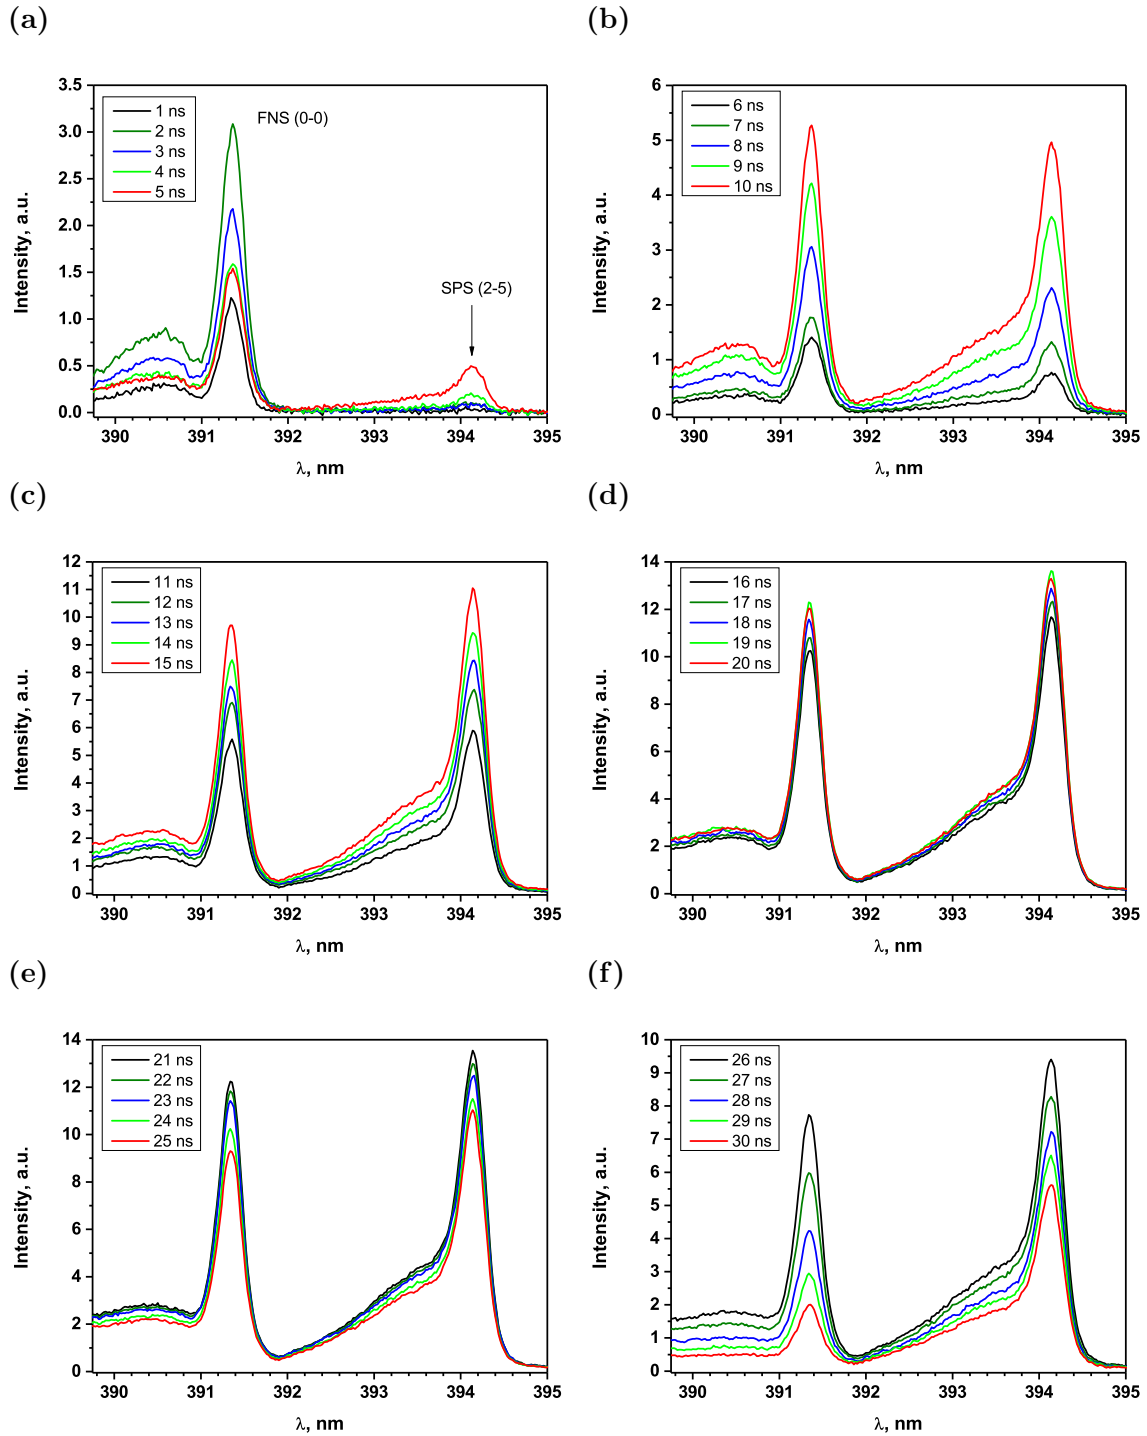 (a)
(b)
3.5
3.0
2.5
2.0
1.5
1.0
0.5
0.0
Intensity, a.u.
1 ns
2 ns
3 ns
4 ns
5 ns
FNS (0-0)
SPS (2-5)
390 391 392 393 394 395
λ, nm
6
5
4
3
2
1
0
Intensity, a.u.
6 ns
7 ns
8 ns
9 ns
10 ns
390 391 392 393 394 395
λ, nm
(c)
(d)
12
11
10
9
8
7
6
5
4
3
2
1
0
Intensity, a.u.
11 ns
12 ns
13 ns
14 ns
15 ns
390 391 392 393 394 395
λ, nm
14
12
10
8
6
4
2
0
Intensity, a.u.
16 ns
17 ns
18 ns
19 ns
20 ns
390 391 392 393 394 395
λ, nm
(e)
(f)
14
12
10
8
6
4
2
0
Intensity, a.u.
21 ns
22 ns
23 ns
24 ns
25 ns
390 391 392 393 394 395
λ, nm
10
9
8
7
6
5
4
3
2
1
0
Intensity, a.u.
26 ns
27 ns
28 ns
29 ns
30 ns
390 391 392 393 394 395
λ, nm